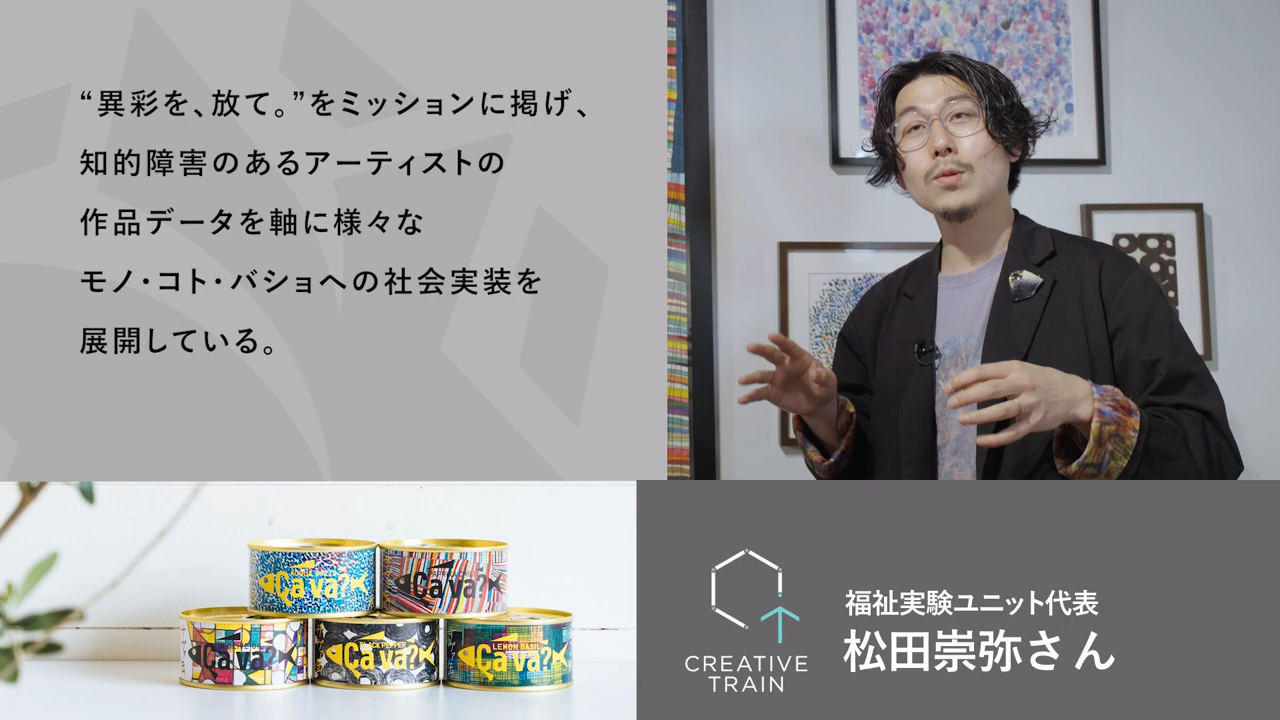 “異彩を、放て。”をミッションに掲げ、
知的障害のあるアーティストの
作品データを軸に様々な
モノ・コト・バショへの社会実装を
展開している。
Ça va?
Ça va?
Ça va?
Ça va?
LEMON BASIL
Ça va?
CREATIVE
TRAIN
福祉実験ユニット代表
松田崇弥さん